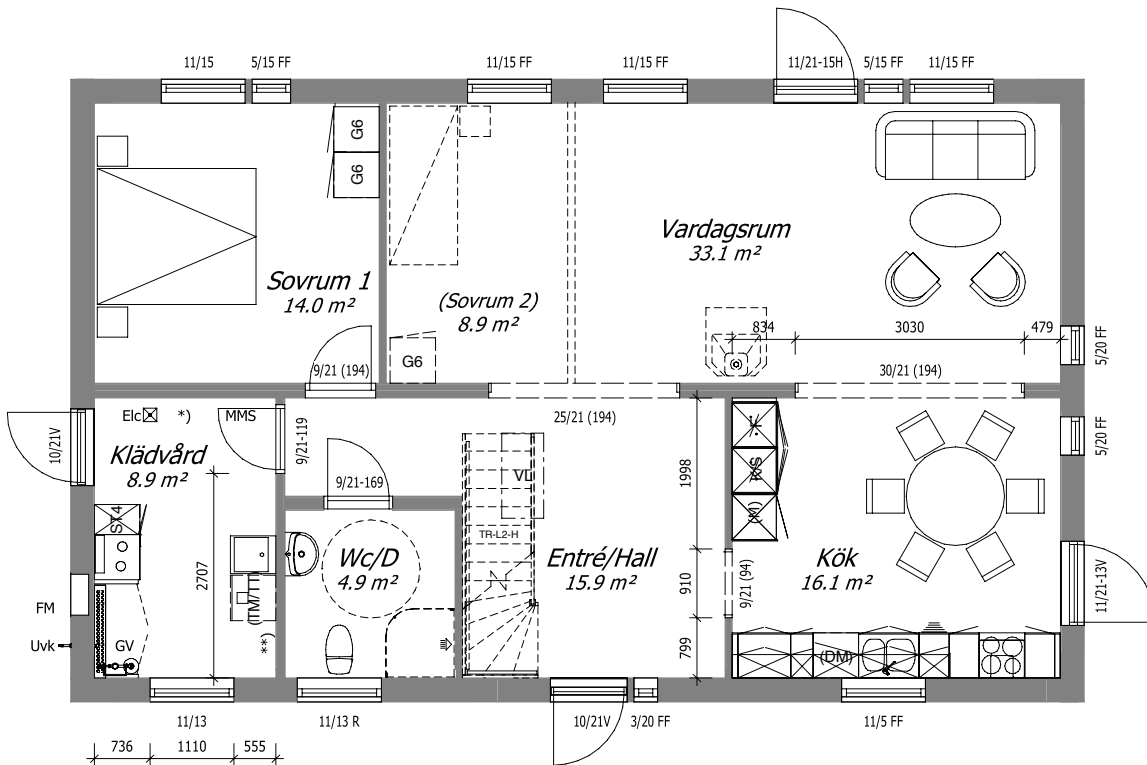 11/15
5/15 FF
11/15 FF
11/15 FF
11/21-15H
5/15 FF
11/15 FF
G6
G6
Sovrum 1
14.0 m²
(Sovrum 2)
8.9 m²
G6
Vardagsrum
33.1 m²
834
3030
479
5/20 FF
9/21 (194)
30/21 (194)
25/21 (194)
5/20 FF
10/21V
Elc
*)
MMS
9/21-119
Klädvård
8.9 m²
9/21-169
VL
1998
K/S
(M)
ST4
TR-L2-H
2707
(TM/TT)
**)
Wc/D
4.9 m²
Entré/Hall
15.9 m²
910
9/21 (94)
Kök
16.1 m²
11/21-13V
FM
Uvk
GV
799
(DM)
11/13
11/13 R
10/21V
3/20 FF
11/5 FF
736
1110
555